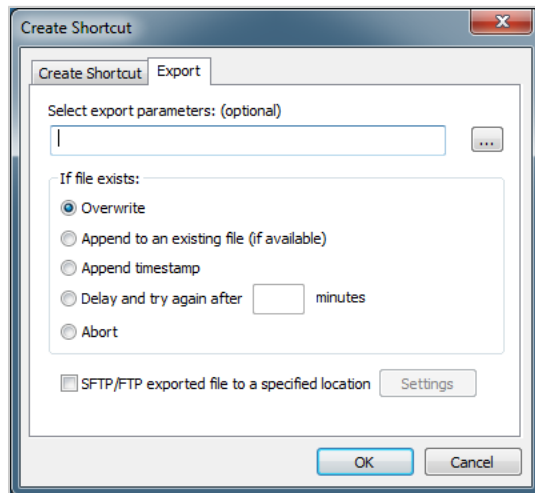 Create Shortcut
Create Shortcut Export
Select export parameters: (optional)
...
If file exists:
Overwrite
Append to an existing file (if available)
Append timestamp
Delay and try again after minutes
Abort
SFTP/FTP exported file to a specified location Settings
OK Cancel